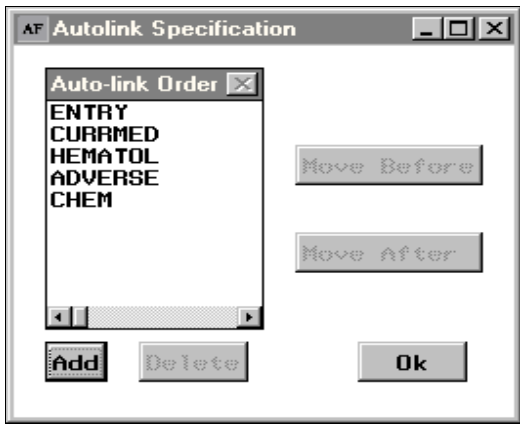 AF Autolink Specification
Auto-link Order
ENTRY
CURRMED
HEMATOL
ADVERSE
CHEM
Move Before
Move After
Add Delete Ok